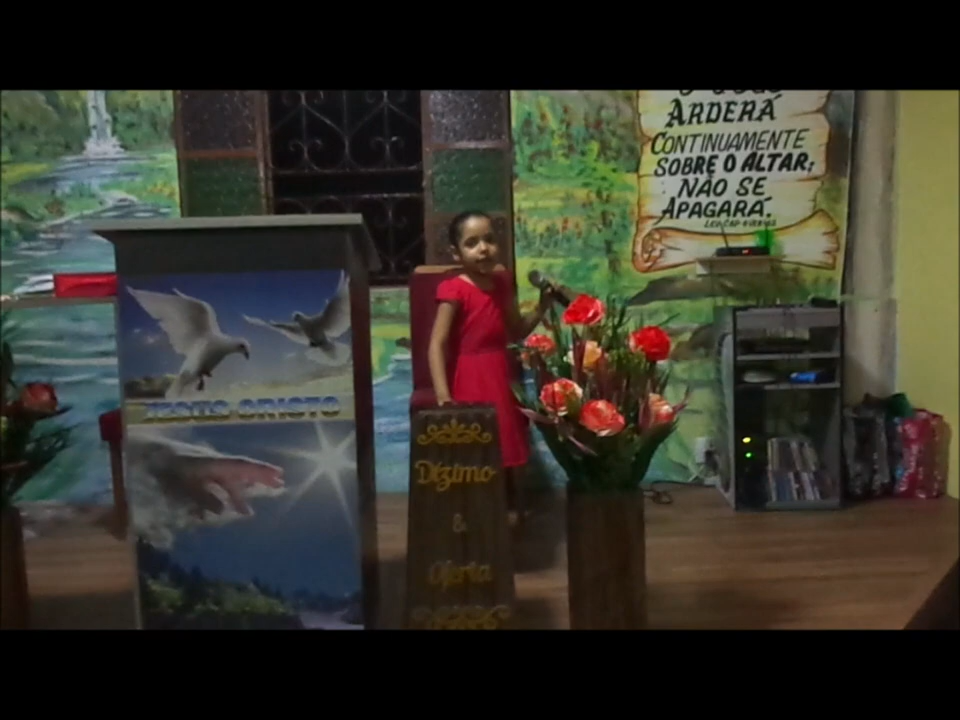 ARDERÁ
CONTINUAMENTE
SOBRE O ALTAR;
NÃO SE
APAGARÁ.
JESUS CRISTO
Dízimo
&
Oferta